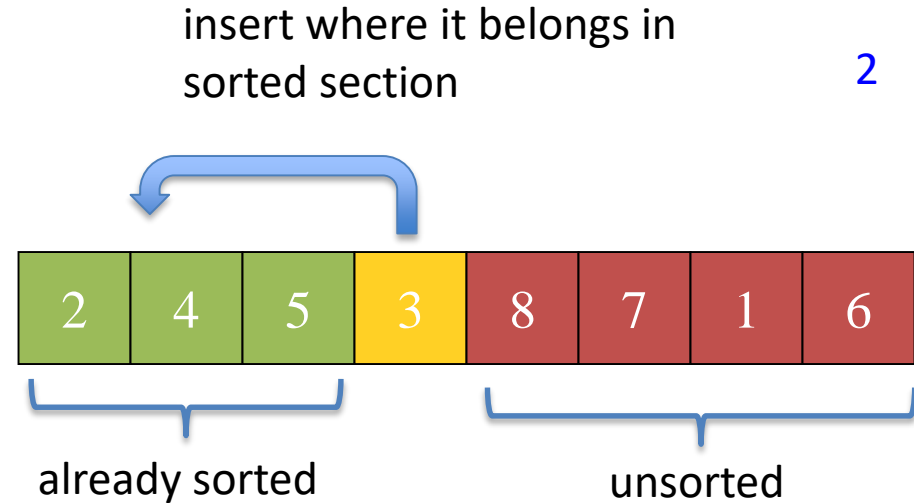 insert where it belongs in
sorted section
2
2 4 5 3 8 7 1 6
already sorted
unsorted